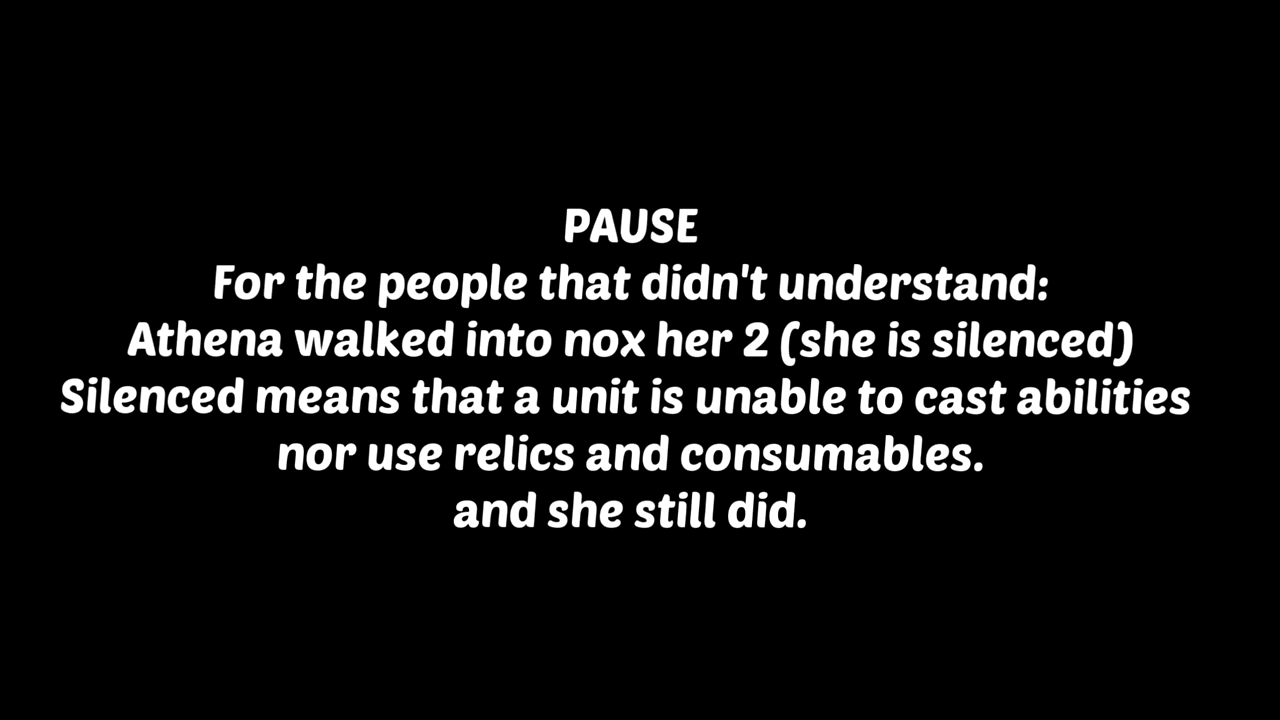 PAUSE
For the people that didn't understand:
Athena walked into nox her 2 (she is silenced)
Silenced means that a unit is unable to cast abilities
nor use relics and consumables.
and she still did.